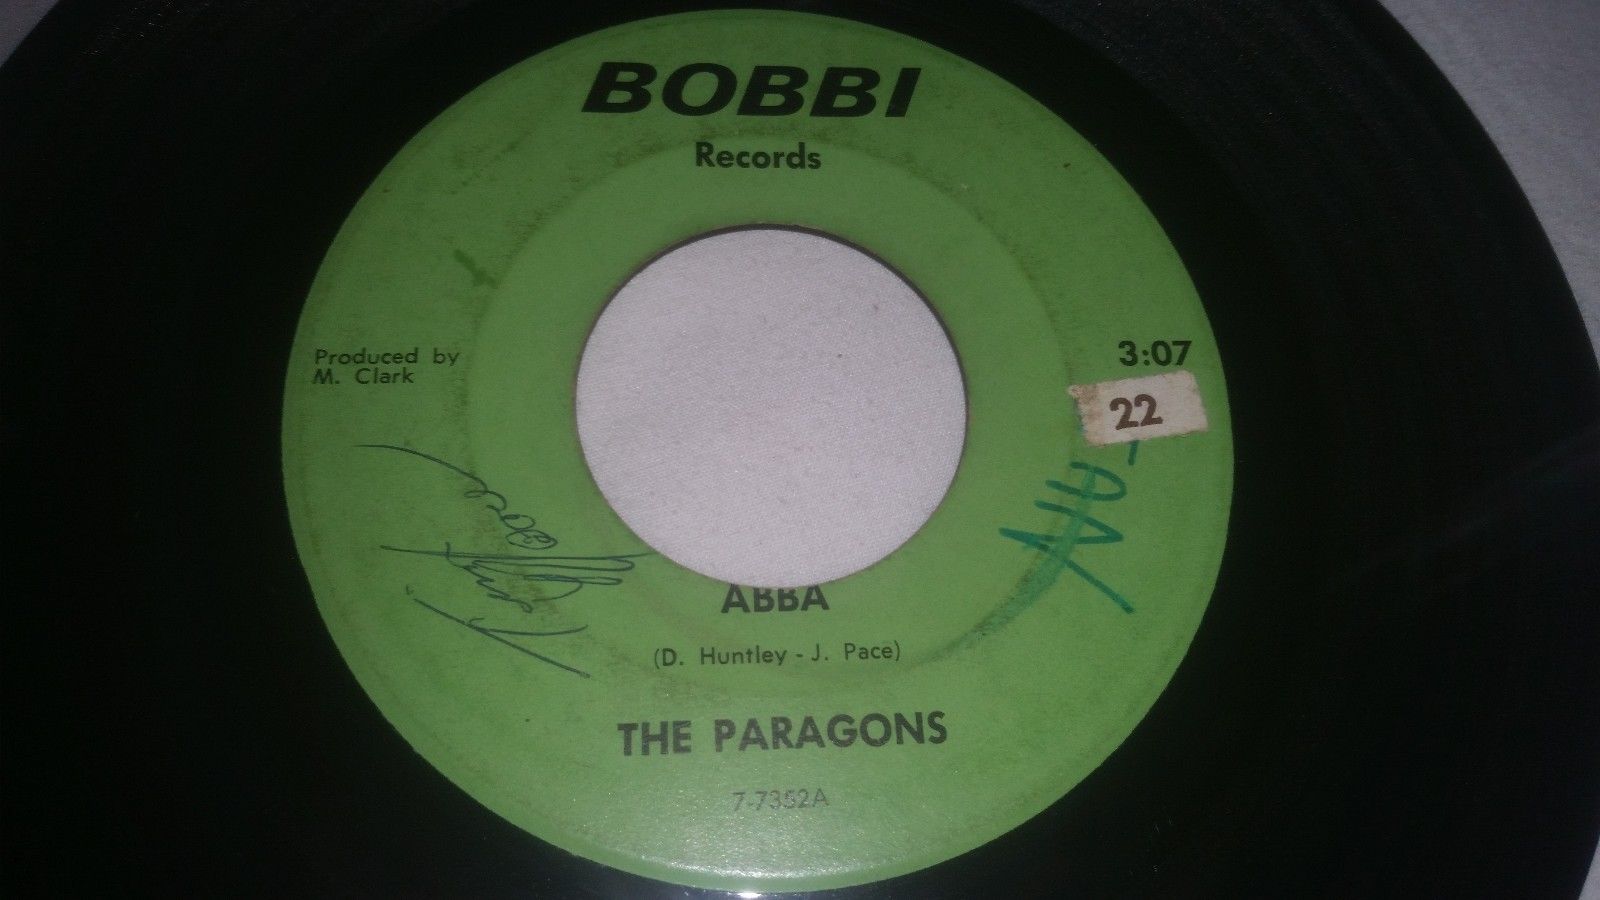 BOBBI
Records
Produced by
M. Clark
3:07
22
ABBA
(D. Huntley - J. Pace)
THE PARAGONS
7-7352A